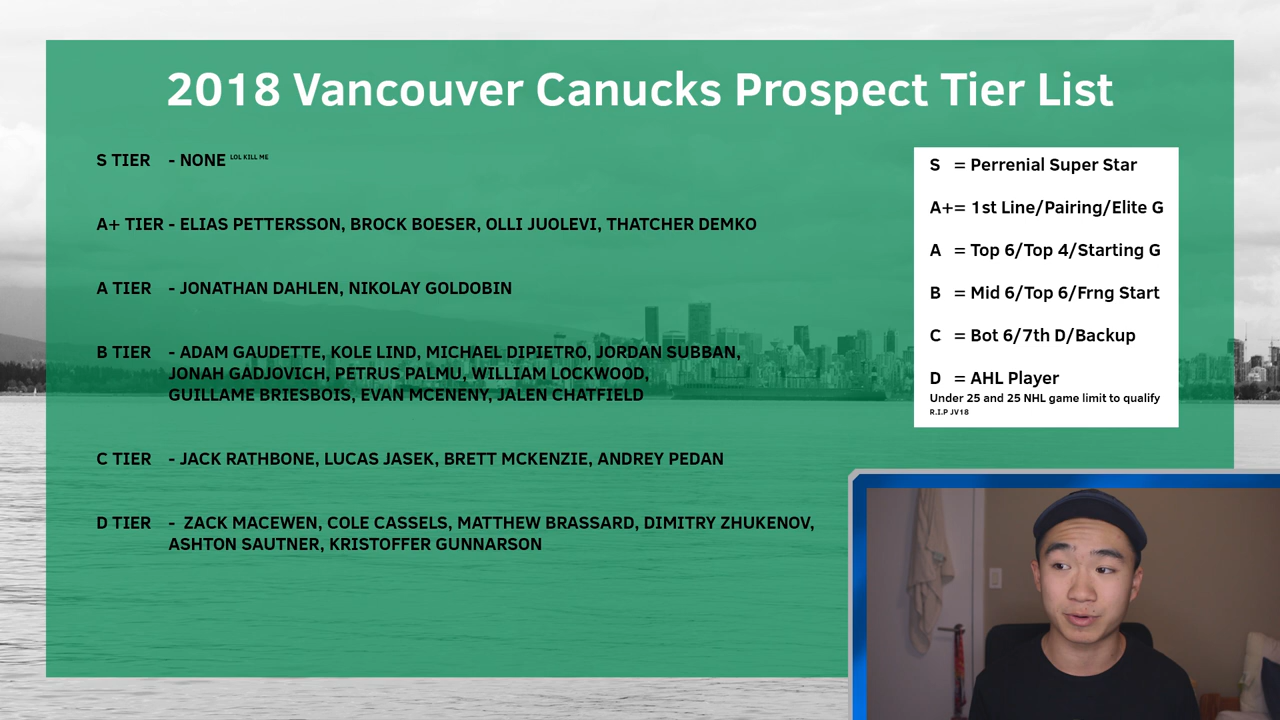 2018 Vancouver Canucks Prospect Tier List
S TIER - NONE LOL KILL ME
A+ TIER - ELIAS PETTERSSON, BROCK BOESER, OLLI JUOLEVI, THATCHER DEMKO
A TIER - JONATHAN DAHLEN, NIKOLAY GOLDOBIN
B TIER - ADAM GAUDETTE, KOLE LIND, MICHAEL DIPIETRO, JORDAN SUBBAN,
JONAH GADJOVICH, PETRUS PALMU, WILLIAM LOCKWOOD,
GUILLAME BRIESBOIS, EVAN MCENENY, JALEN CHATFIELD
C TIER - JACK RATHBONE, LUCAS JASEK, BRETT MCKENZIE, ANDREY PEDAN
D TIER - ZACK MACEWEN, COLE CASSELS, MATTHEW BRASSARD, DIMITRY ZHUKENOV,
ASHTON SAUTNER, KRISTOFFER GUNNARSON
S = Perrenial Super Star
A+= 1st Line/Pairing/Elite G
A = Top 6/Top 4/Starting G
B = Mid 6/Top 6/Frng Start
C = Bot 6/7th D/Backup
D = AHL Player
Under 25 and 25 NHL game limit to qualify
R.I.P JV18